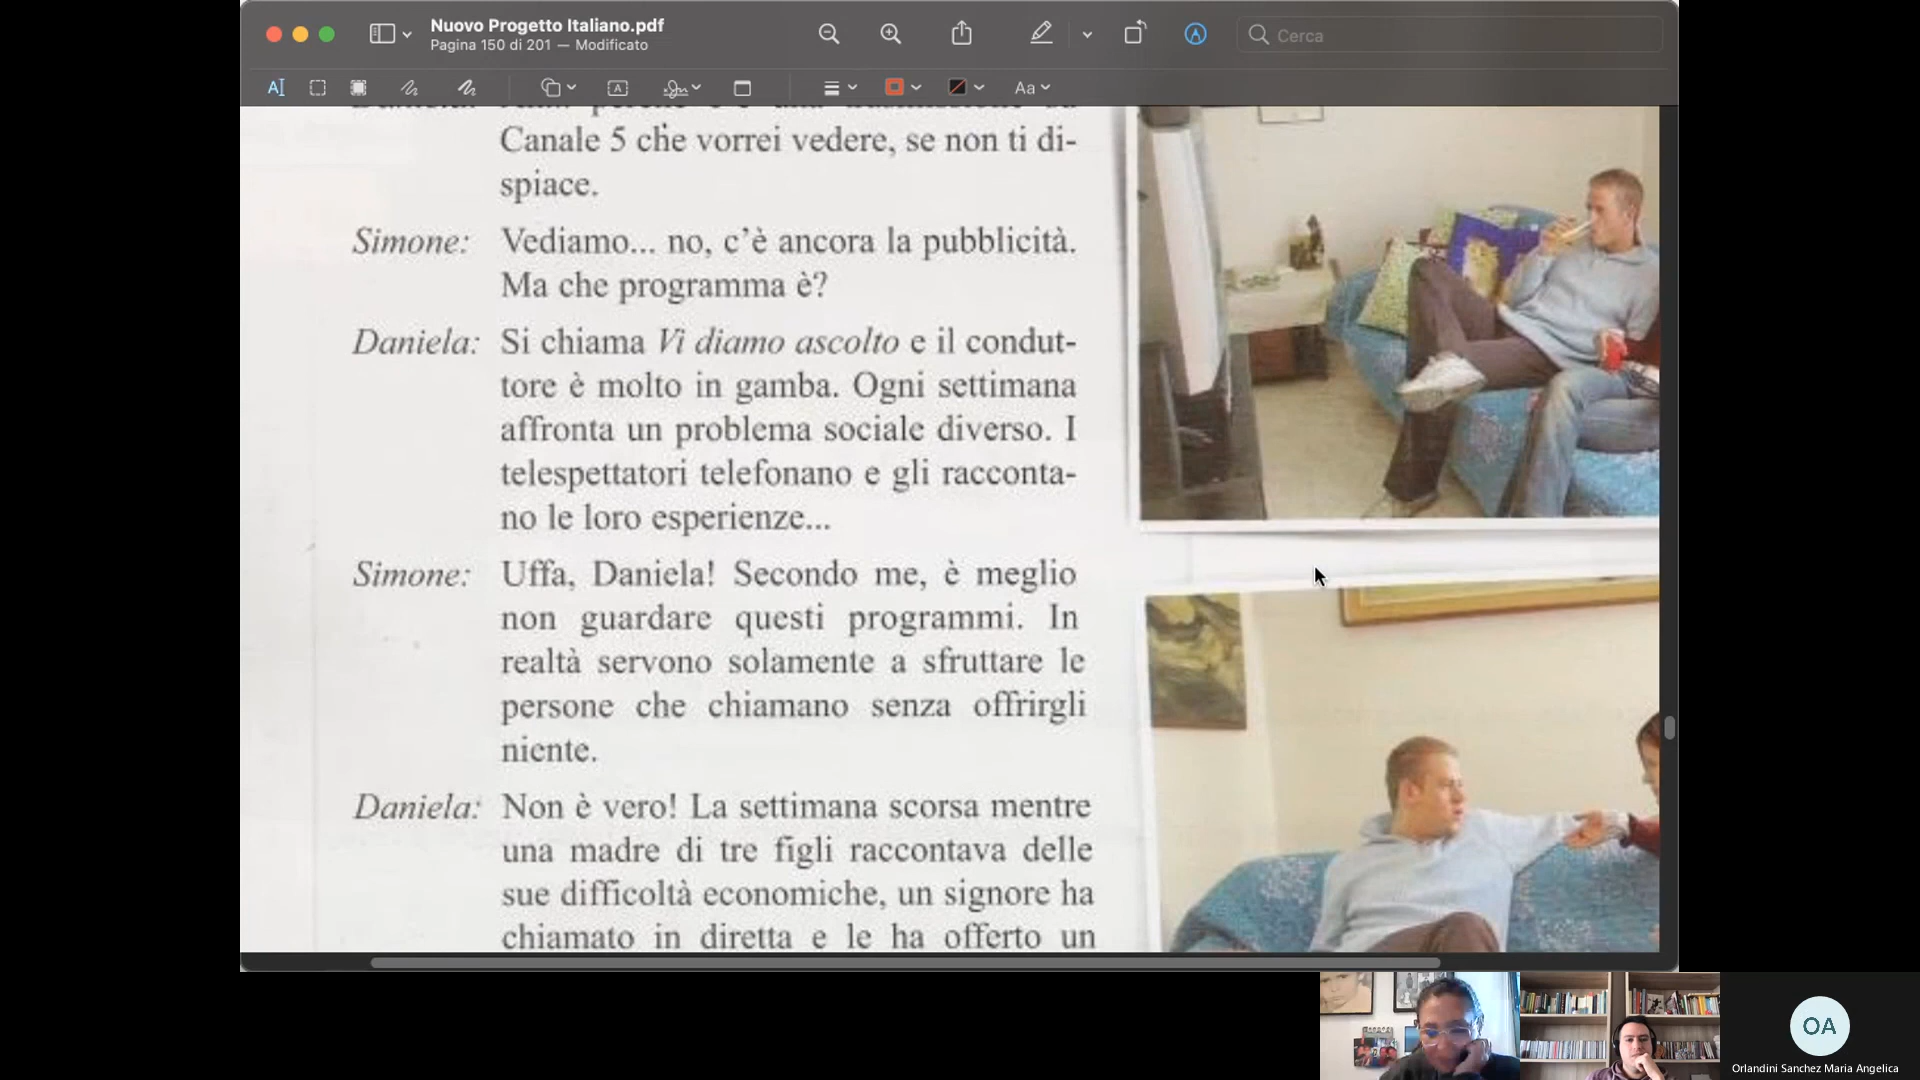 Nuovo Progetto Italiano.pdf
Pagina 150 di 201 — Modificato
Cerca
Aa
Canale 5 che vorrei vedere, se non ti di-
spiace.
Simone: Vediamo... no, c'è ancora la pubblicità.
Ma che programma è?
Daniela: Si chiama Vi diamo ascolto e il condut-
tore è molto in gamba. Ogni settimana
affronta un problema sociale diverso. I
telespettatori telefonano e gli racconta-
no le loro esperienze...
Simone: Uffa, Daniela! Secondo me, è meglio
non guardare questi programmi. In
realtà servono solamente a sfruttare le
persone che chiamano senza offrirgli
niente.
Daniela: Non è vero! La settimana scorsa mentre
una madre di tre figli raccontava delle
sue difficoltà economiche, un signore ha
chiamato in diretta e le ha offerto un
OA
Orlandini Sanchez Maria Angelica